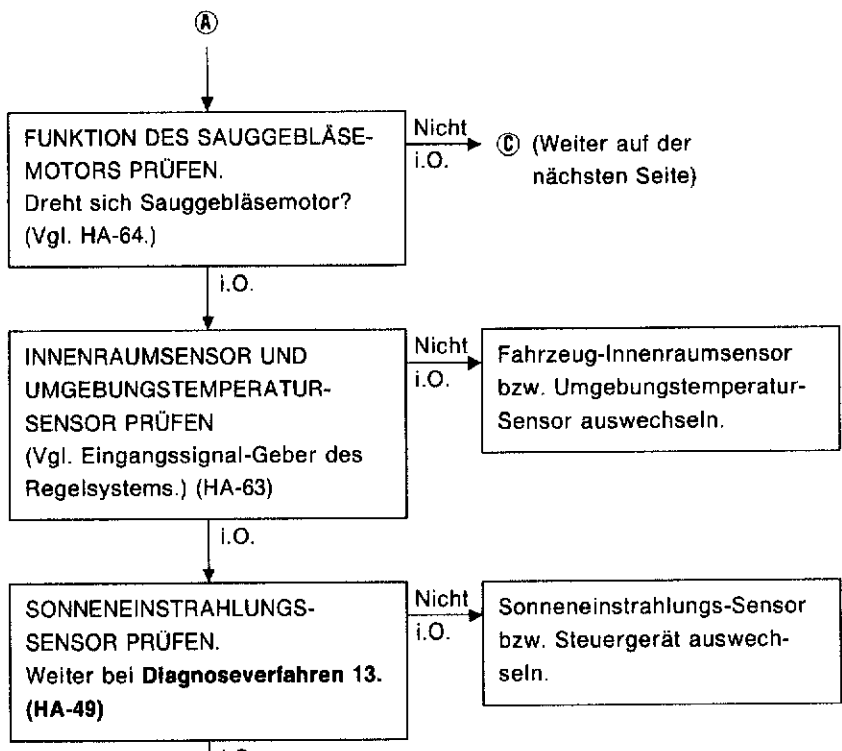 Ⓐ
FUNKTION DES SAUGGEBLÄSE-
MOTORS PRÜFEN.
Dreht sich Sauggebläsemotor?
(Vgl. HA-64.)
Nicht
i.O.
Ⓒ (Weiter auf der
nächsten Seite)
i.O.
INNENRAUMSENSOR UND
UMGEBUNGSTEMPERATUR-
SENSOR PRÜFEN
(Vgl. Eingangssignal-Geber des
Regelsystems.) (HA-63)
Nicht
i.O.
Fahrzeug-Innenraumsensor
bzw. Umgebungstemperatur-
Sensor auswechseln.
i.O.
SONNENEINSTRAHLUNGS-
SENSOR PRÜFEN.
Weiter bei Diagnoseverfahren 13.
(HA-49)
Nicht
i.O.
Sonneneinstrahlungs-Sensor
bzw. Steuergerät auswech-
seln.
i.O.